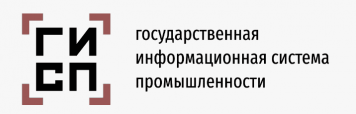 ГИ
СП
государственная
информационная система
промышленности